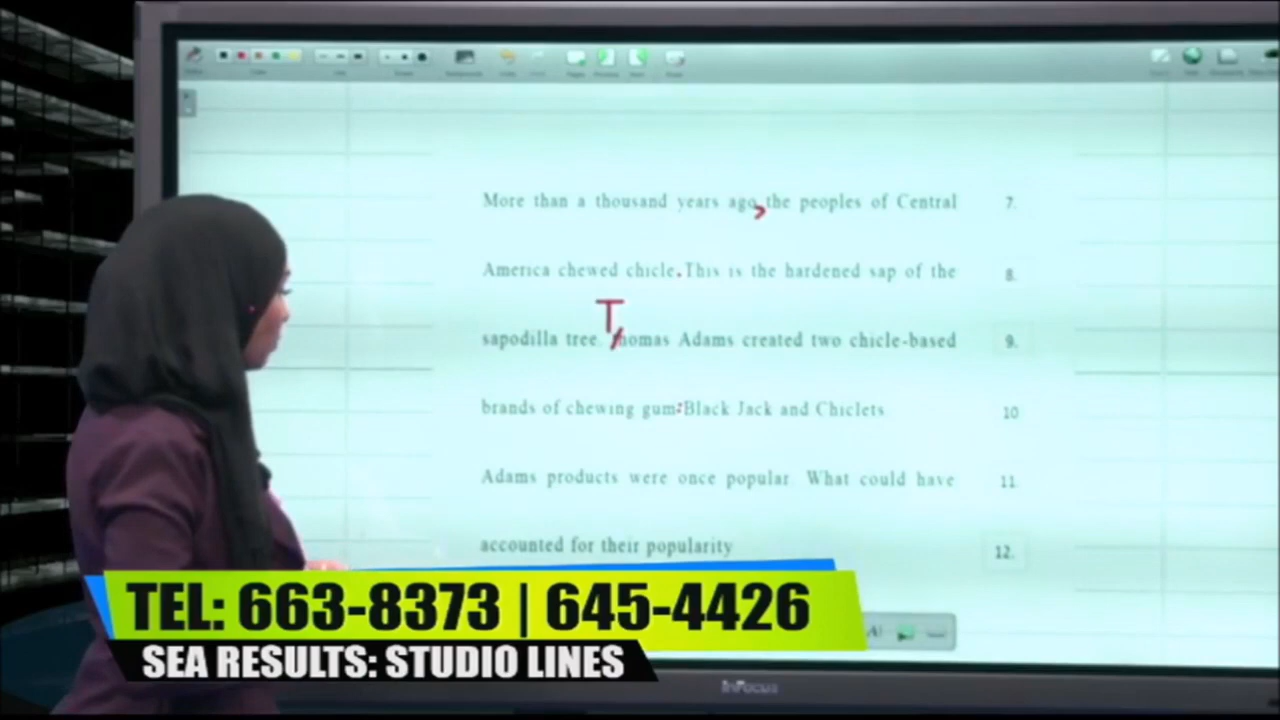 More than a thousand years ago, the peoples of Central 7.
America chewed chicle. This is the hardened sap of the 8.
T
sapodilla tree. thomas Adams created two chicle-based 9.
brands of chewing gum: Black Jack and Chiclets 10
Adams products were once popular. What could have 11.
accounted for their popularity 12.
TEL: 663-8373 | 645-4426
SEA RESULTS: STUDIO LINES
InFocus